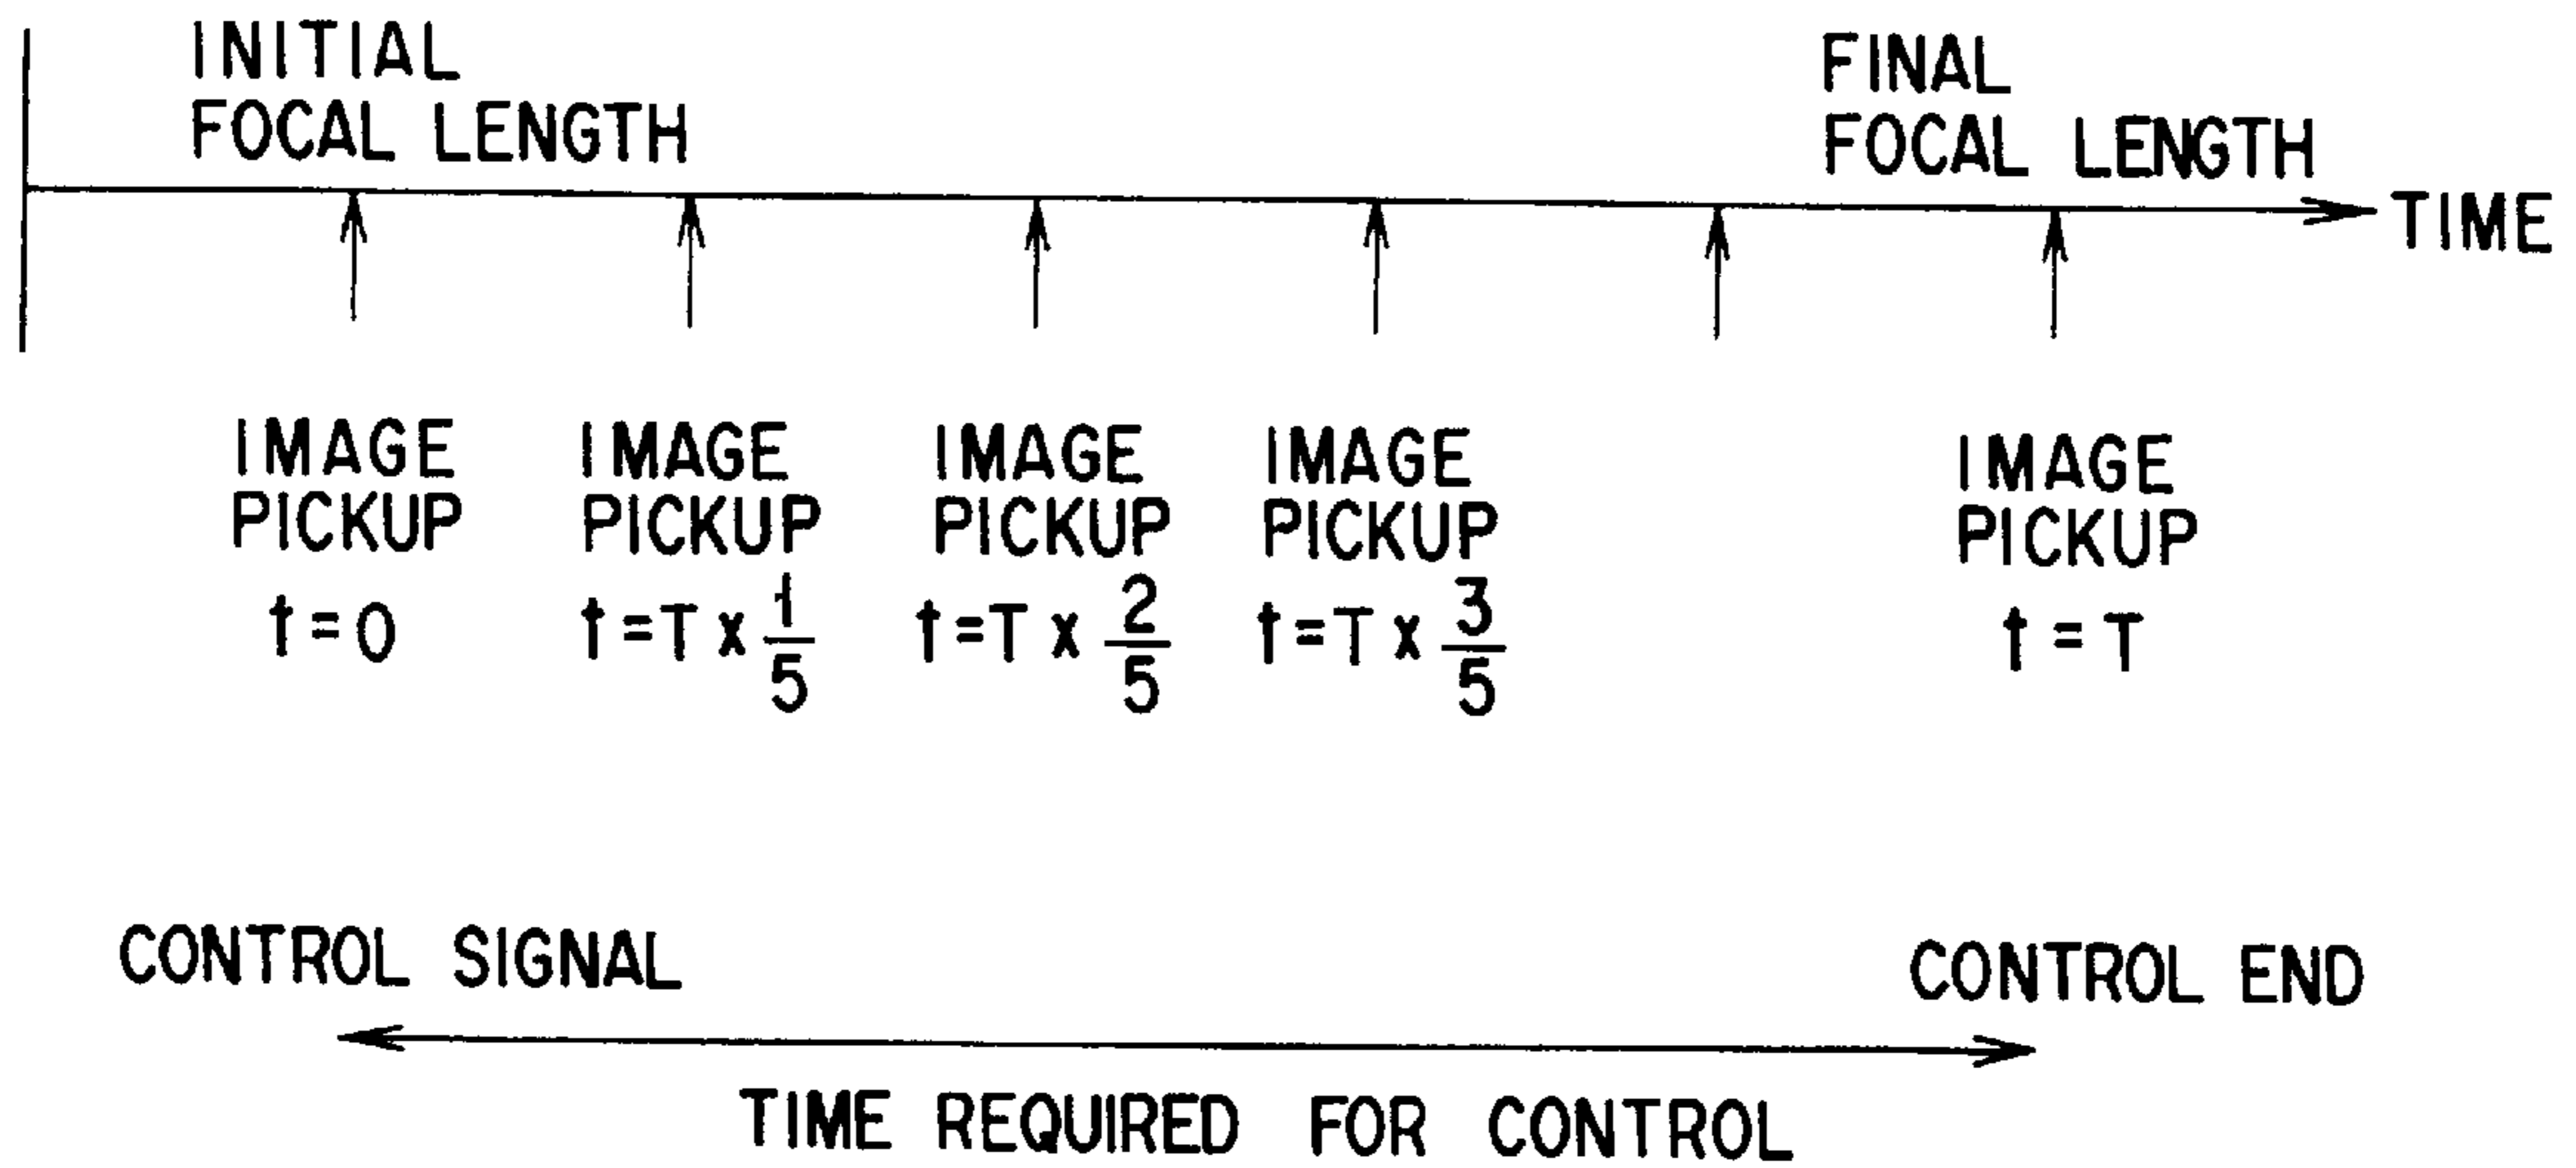 INITIAL
FOCAL LENGTH
FINAL
FOCAL LENGTH
TIME
IMAGE
PICKUP
t=0
IMAGE
PICKUP
t=T x 1/5
IMAGE
PICKUP
t=T x 2/5
IMAGE
PICKUP
t=T x 3/5
IMAGE
PICKUP
t=T
CONTROL SIGNAL
CONTROL END
TIME REQUIRED FOR CONTROL